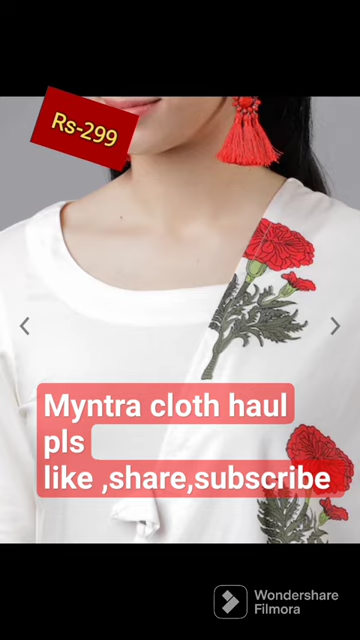 Rs-299
Myntra cloth haul
pls
like ,share,subscribe
Wondershare
Filmora